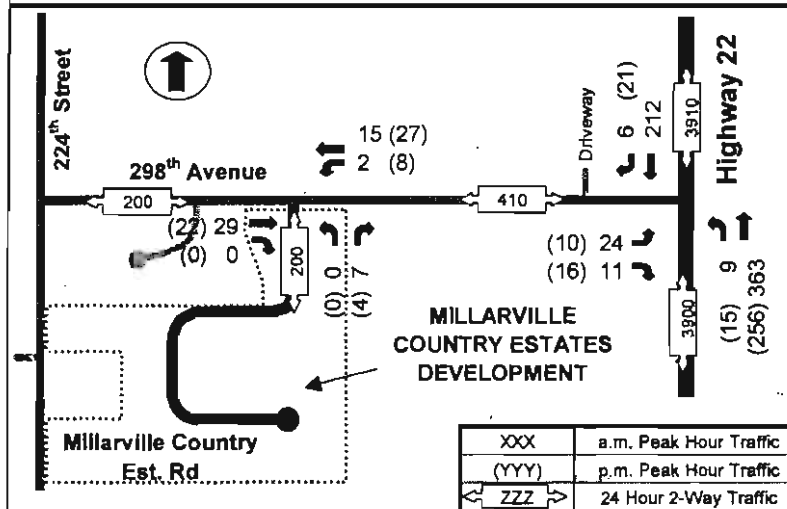 224th Street
298th Avenue
Driveway
Highway 22
15 (27)
2 (8)
6 (21)
212
3910
200
410
(22) 29
(0) 0
200
(0) 0
(4) 7
(10) 24
(16) 11
(15) 9
(256) 363
3900
MILLARVILLE
COUNTRY ESTATES
DEVELOPMENT
Millarville Country
Est. Rd
XXX a.m. Peak Hour Traffic
(YYY) p.m. Peak Hour Traffic
ZZZ 24 Hour 2-Way Traffic